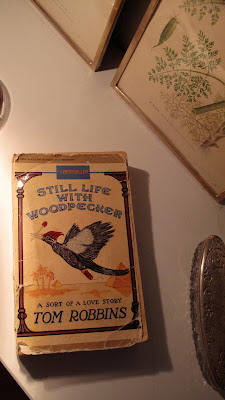 STILL LIFE
WITH
WOODPECKER
A SORT OF A LOVE STORY
TOM ROBBINS